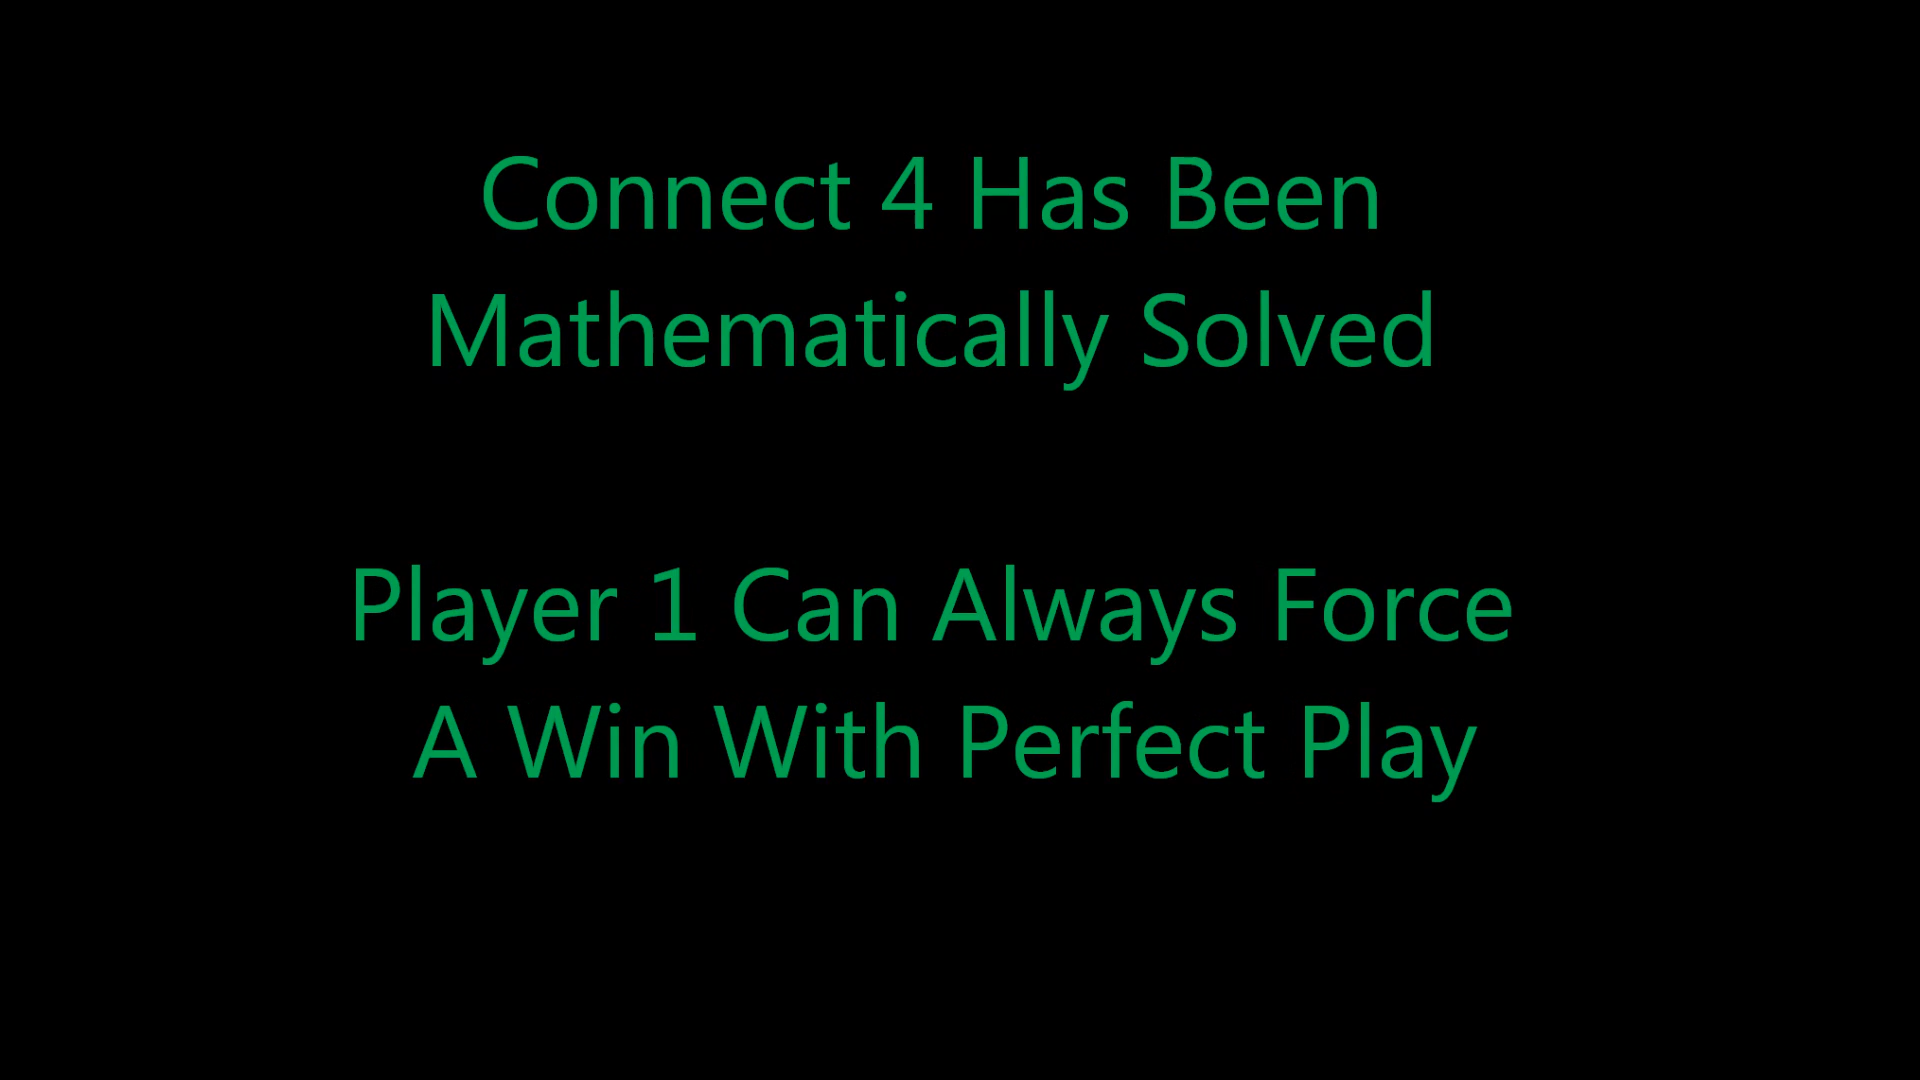 Connect 4 Has Been
Mathematically Solved
Player 1 Can Always Force
A Win With Perfect Play